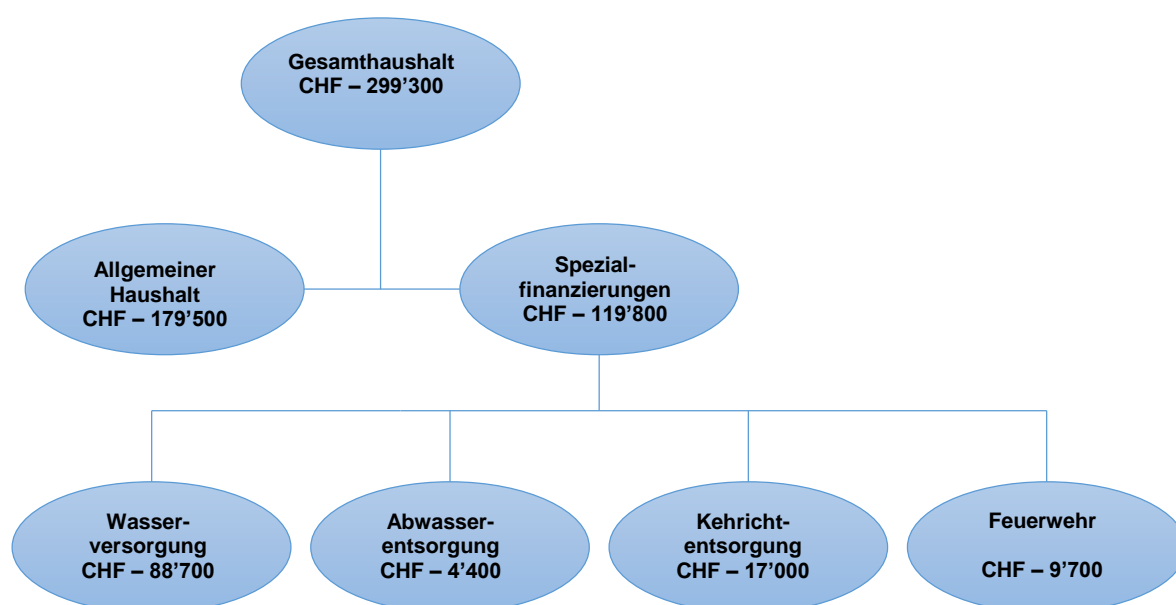 Gesamthaushalt
CHF – 299’300
Allgemeiner
Haushalt
CHF – 179’500
Spezial-
finanzierungen
CHF – 119’800
Wasser-
versorgung
CHF – 88’700
Abwasser-
entsorgung
CHF – 4’400
Kehricht-
entsorgung
CHF – 17’000
Feuerwehr
CHF – 9’700